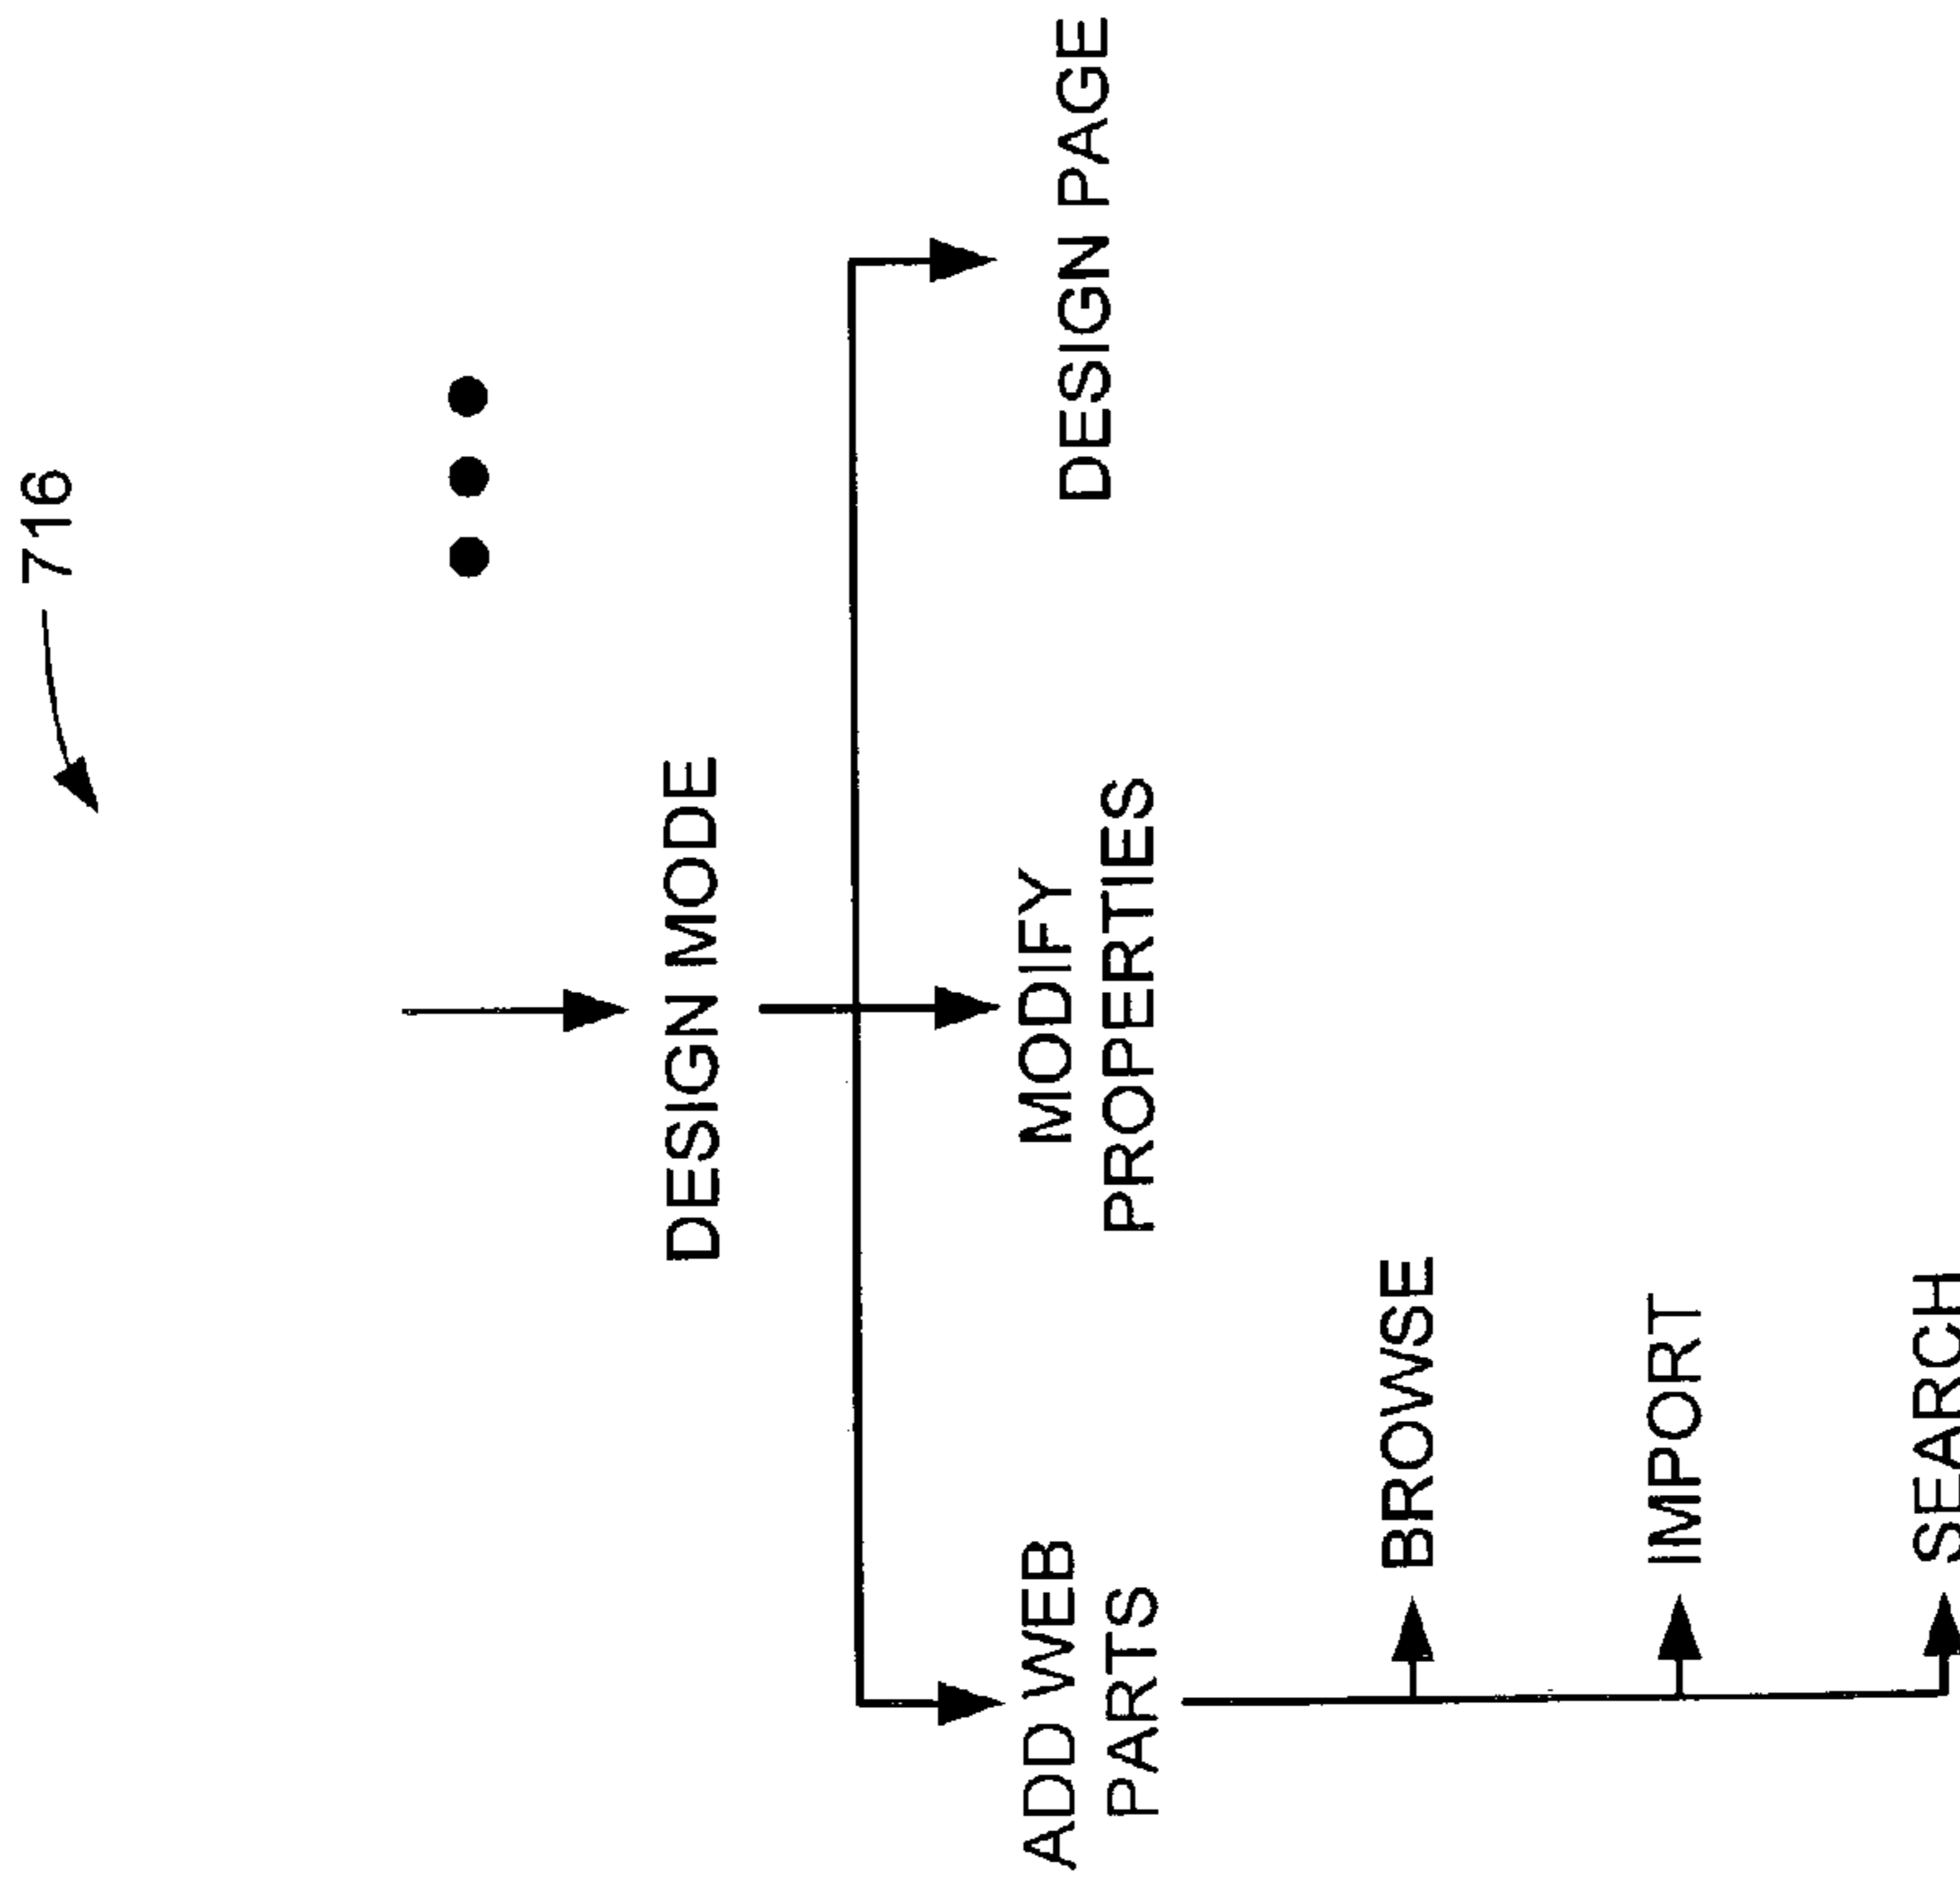 716
DESIGN MODE
ADD WEB
PARTS
MODIFY
PROPERTIES
DESIGN PAGE
BROWSE
IMPORT
SEARCH